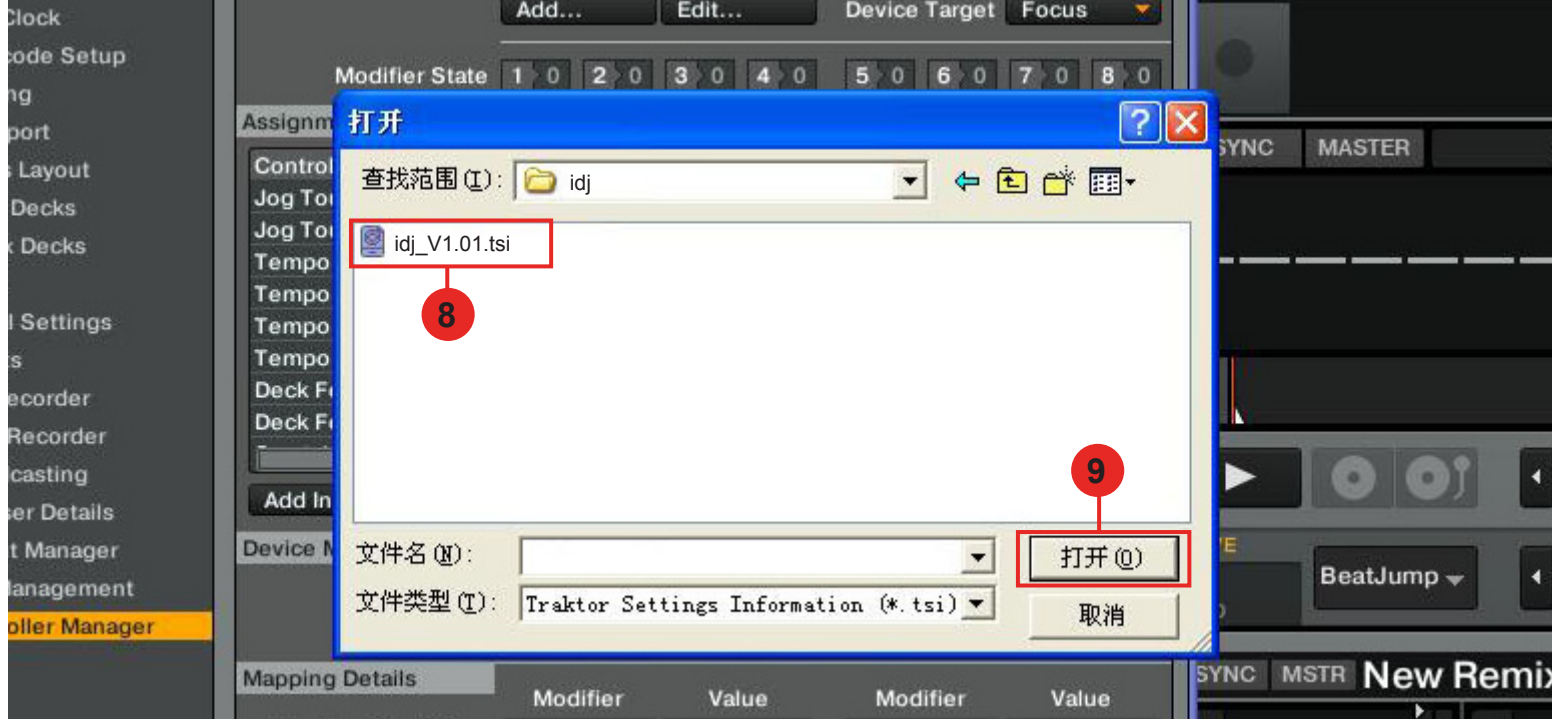 Clock
Add...
Edit...
Device Target
Focus
code Setup
Modifier State
1 0 2 0 3 0 4 0 5 0 6 0 7 0 8 0
ng
Assignm
打开
port
SYNC
MASTER
Control
查找范围(I):
idj
s Layout
Jog To
Decks
Jog To
idj_V1.01.tsi
x Decks
Tempo
Tempo
8
l Settings
Tempo
ts
Tempo
ecorder
Deck F
Recorder
Deck F
casting
9
Add In
ser Details
t Manager
Device M
文件名(N):
打开(O)
BeatJump
Management
文件类型(T):
Traktor Settings Information (*.tsi)
取消
oller Manager
Mapping Details
SYNC
MSTR
New Remix
Modifier
Value
Modifier
Value